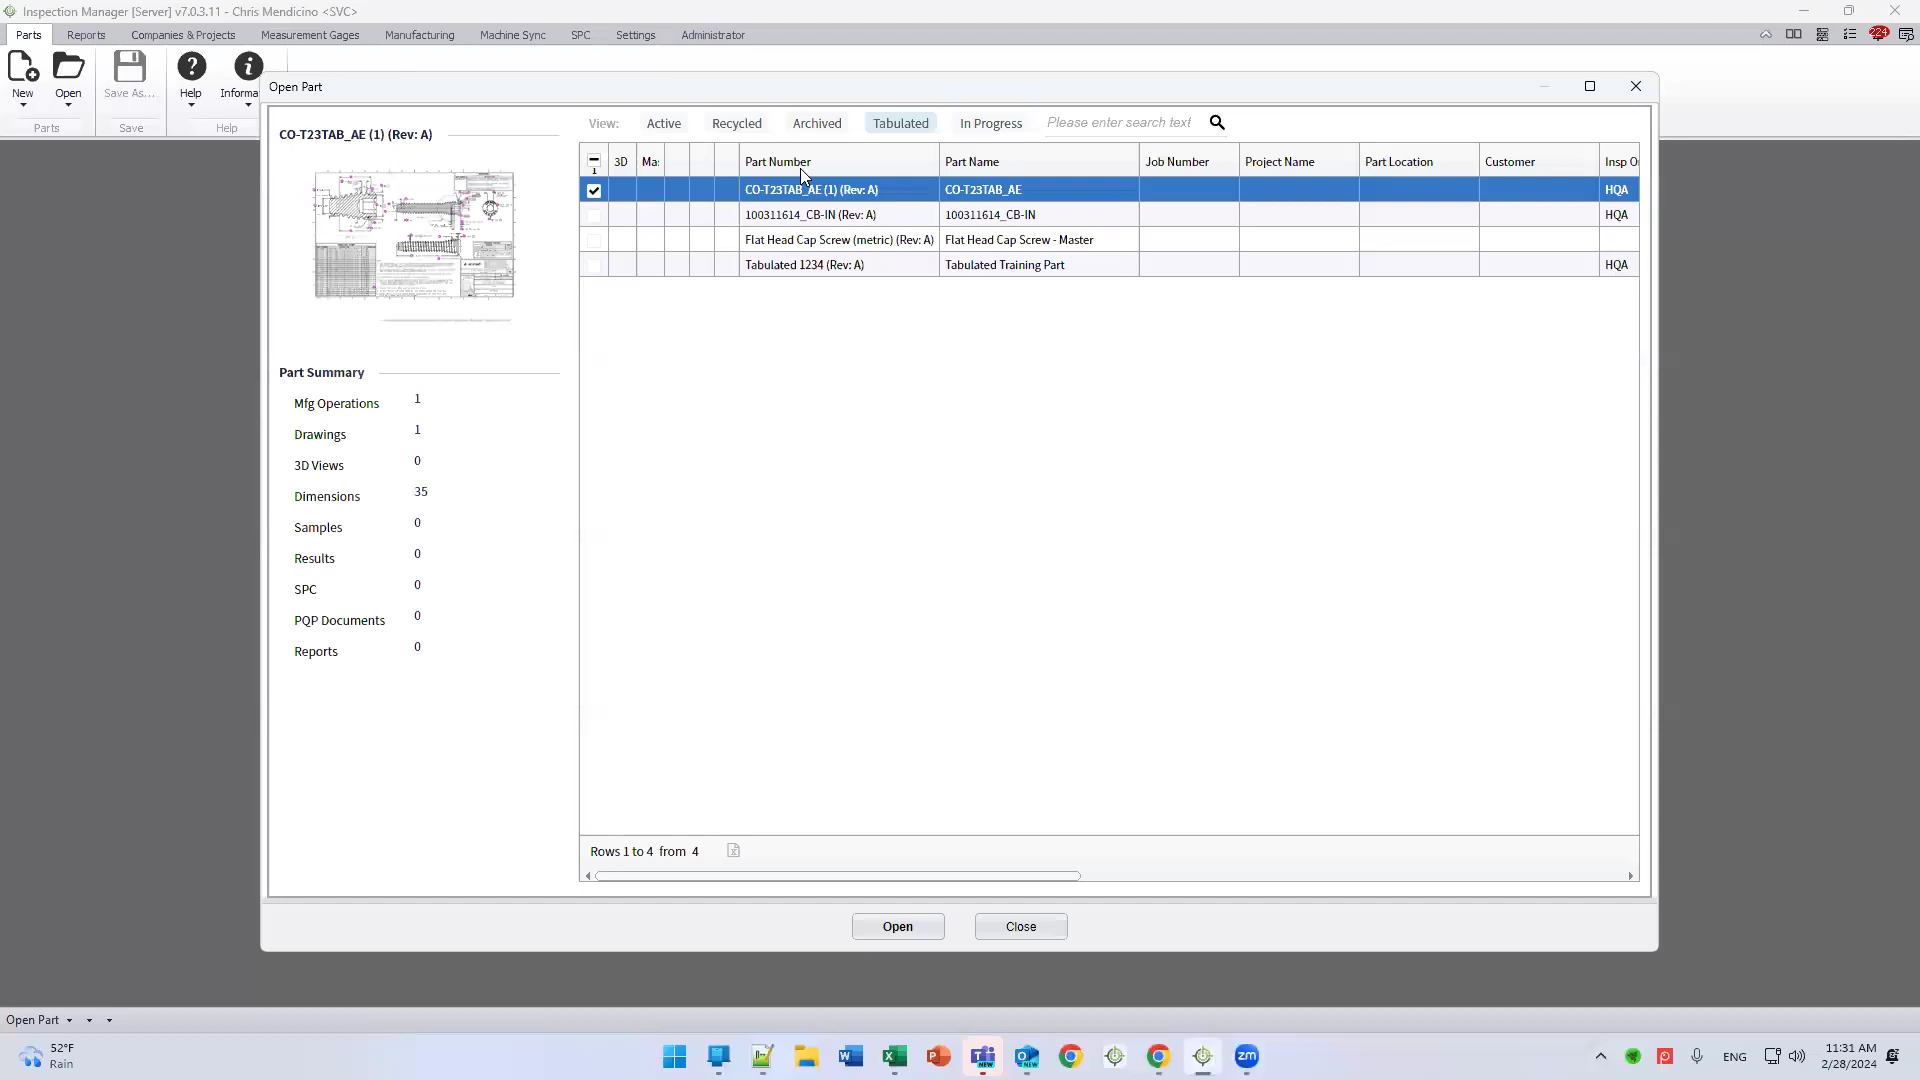 Inspection Manager [Server] v7.0.3.11 - Chris Mendicino <SVC>
Parts Reports Companies & Projects Measurement Gages Manufacturing Machine Sync SPC Settings Administrator 224
New Open Save As... Help Informa
Parts Save Help
Open Part
CO-T23TAB_AE (1) (Rev: A)
View: Active Recycled Archived Tabulated In Progress Please enter search text
1 3D Ma: Part Number Part Name Job Number Project Name Part Location Customer Insp O
CO-T23TAB_AE (1) (Rev: A) CO-T23TAB_AE HQA
100311614_CB-IN (Rev: A) 100311614_CB-IN HQA
Flat Head Cap Screw (metric) (Rev: A) Flat Head Cap Screw - Master
Tabulated 1234 (Rev: A) Tabulated Training Part HQA
Part Summary
Mfg Operations 1
Drawings 1
3D Views 0
Dimensions 35
Samples 0
Results 0
SPC 0
PQP Documents 0
Reports 0
Rows 1 to 4 from 4
Open Close
Open Part
52°F
Rain
ENG
11:31 AM
2/28/2024